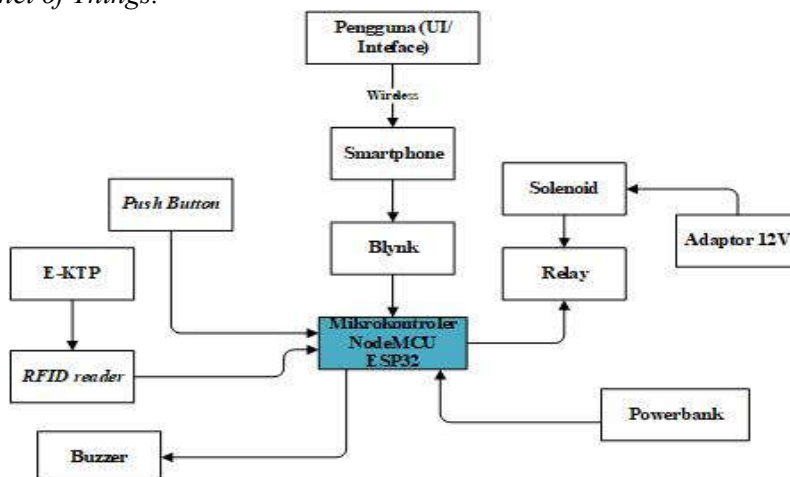 of Things.
Pengguna (UI/
Inteface)
Wireless
Smartphone
Solenoid
Push Button
Adaptor 12V
Blynk
E-KTP
Relay
Mikrokontroler
NodeMCU
ESP32
RFID reader
Powerbank
Buzzer